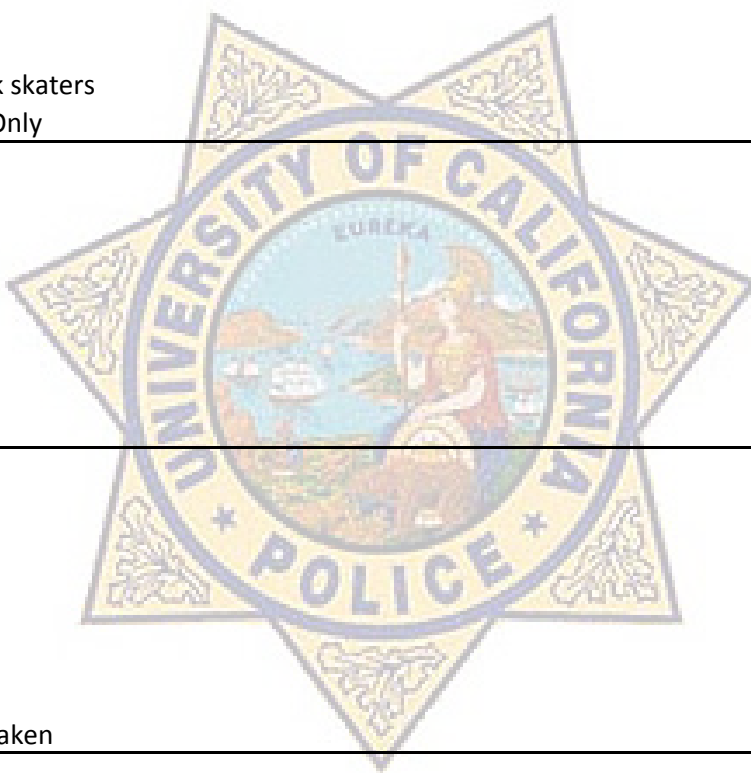 k skaters
Only
UNIVERSITY OF CALIFORNIA
EUREKA
POLICE
aken